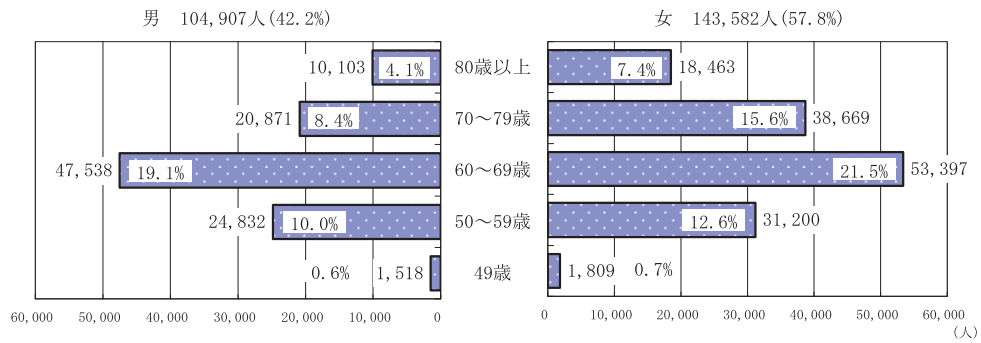 男 104,907人(42.2%) 女 143,582人(57.8%)
10,103 4.1% 80歳以上 7.4% 18,463
20,871 8.4% 70～79歳 15.6% 38,669
47,538 19.1% 60～69歳 21.5% 53,397
24,832 10.0% 50～59歳 12.6% 31,200
0.6% 1,518 49歳 1,809 0.7%
60,000 50,000 40,000 30,000 20,000 10,000 0 0 10,000 20,000 30,000 40,000 50,000 60,000
(人)